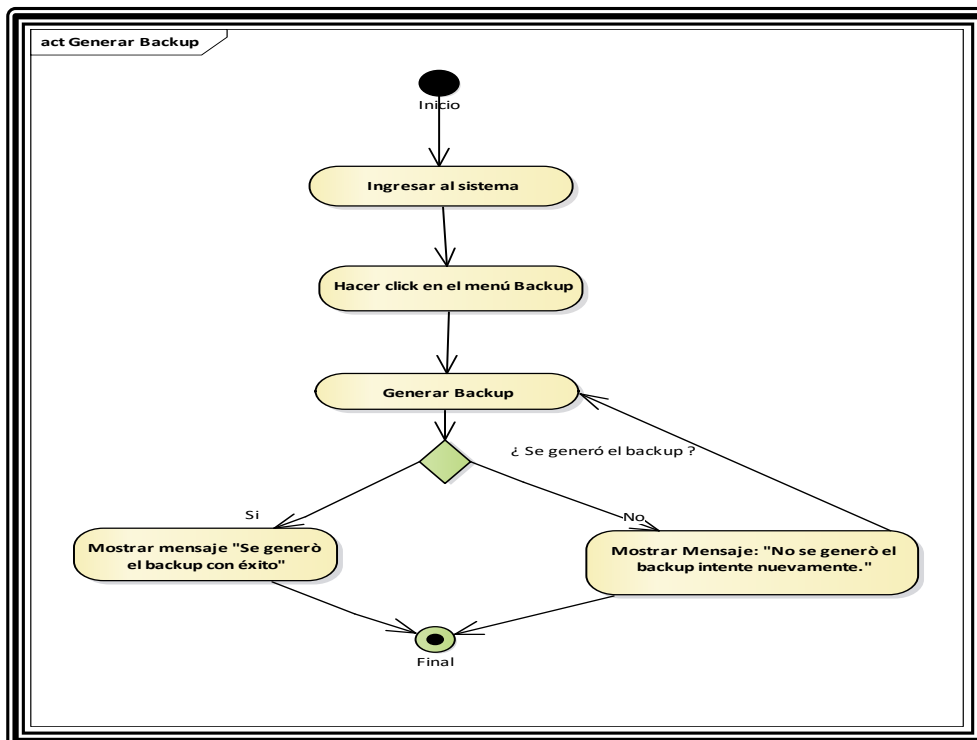 act Generar Backup
Inicio
Ingresar al sistema
Hacer click en el menú Backup
Generar Backup
¿ Se generó el backup ?
Si
No
Mostrar mensaje "Se generò
el backup con éxito"
Mostrar Mensaje: "No se generò el
backup intente nuevamente."
Final